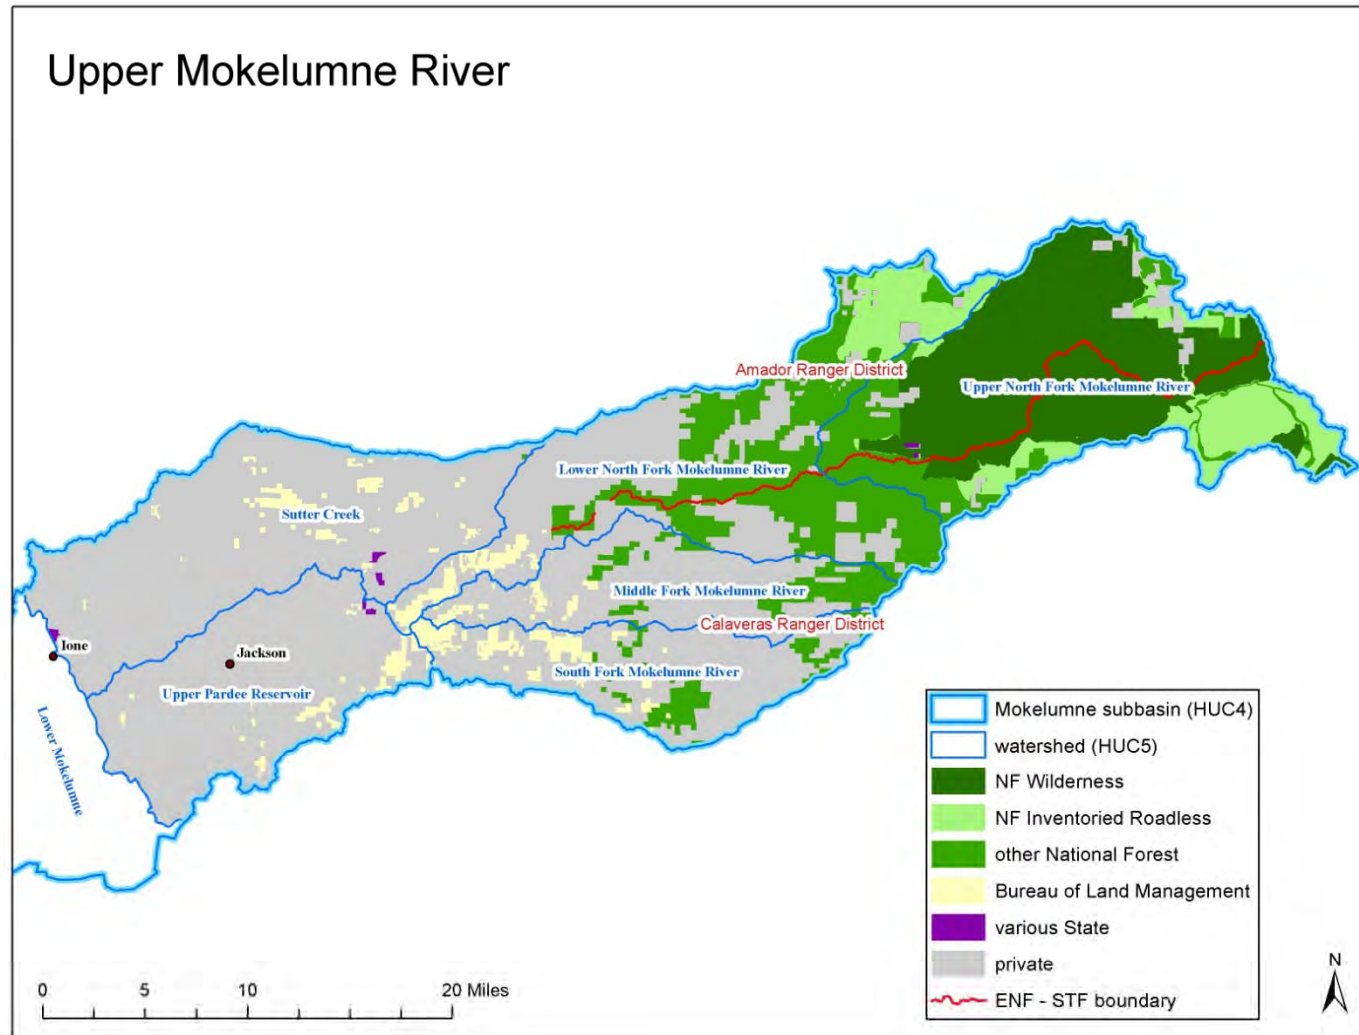 Upper Mokelumne River
Amador Ranger District
Upper North Fork Mokelumne River
Lower North Fork Mokelumne River
Sutter Creek
Middle Fork Mokelumne River
Calaveras Ranger District
Ione
Jackson
South Fork Mokelumne River
Upper Pardee Reservoir
Lower Mokelumne
Mokelumne subbasin (HUC4)
watershed (HUC5)
NF Wilderness
NF Inventoried Roadless
other National Forest
Bureau of Land Management
various State
private
ENF - STF boundary
N
0 5 10 20 Miles